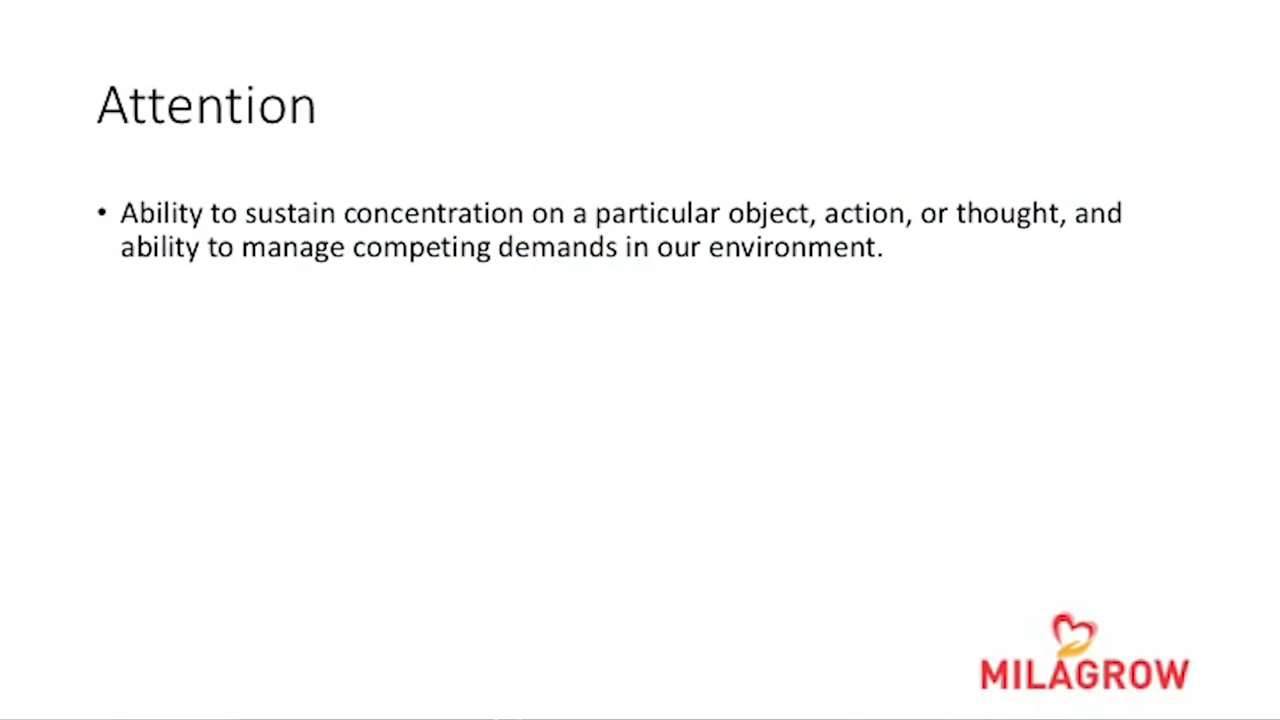 Attention
• Ability to sustain concentration on a particular object, action, or thought, and
ability to manage competing demands in our environment.
MILAGROW